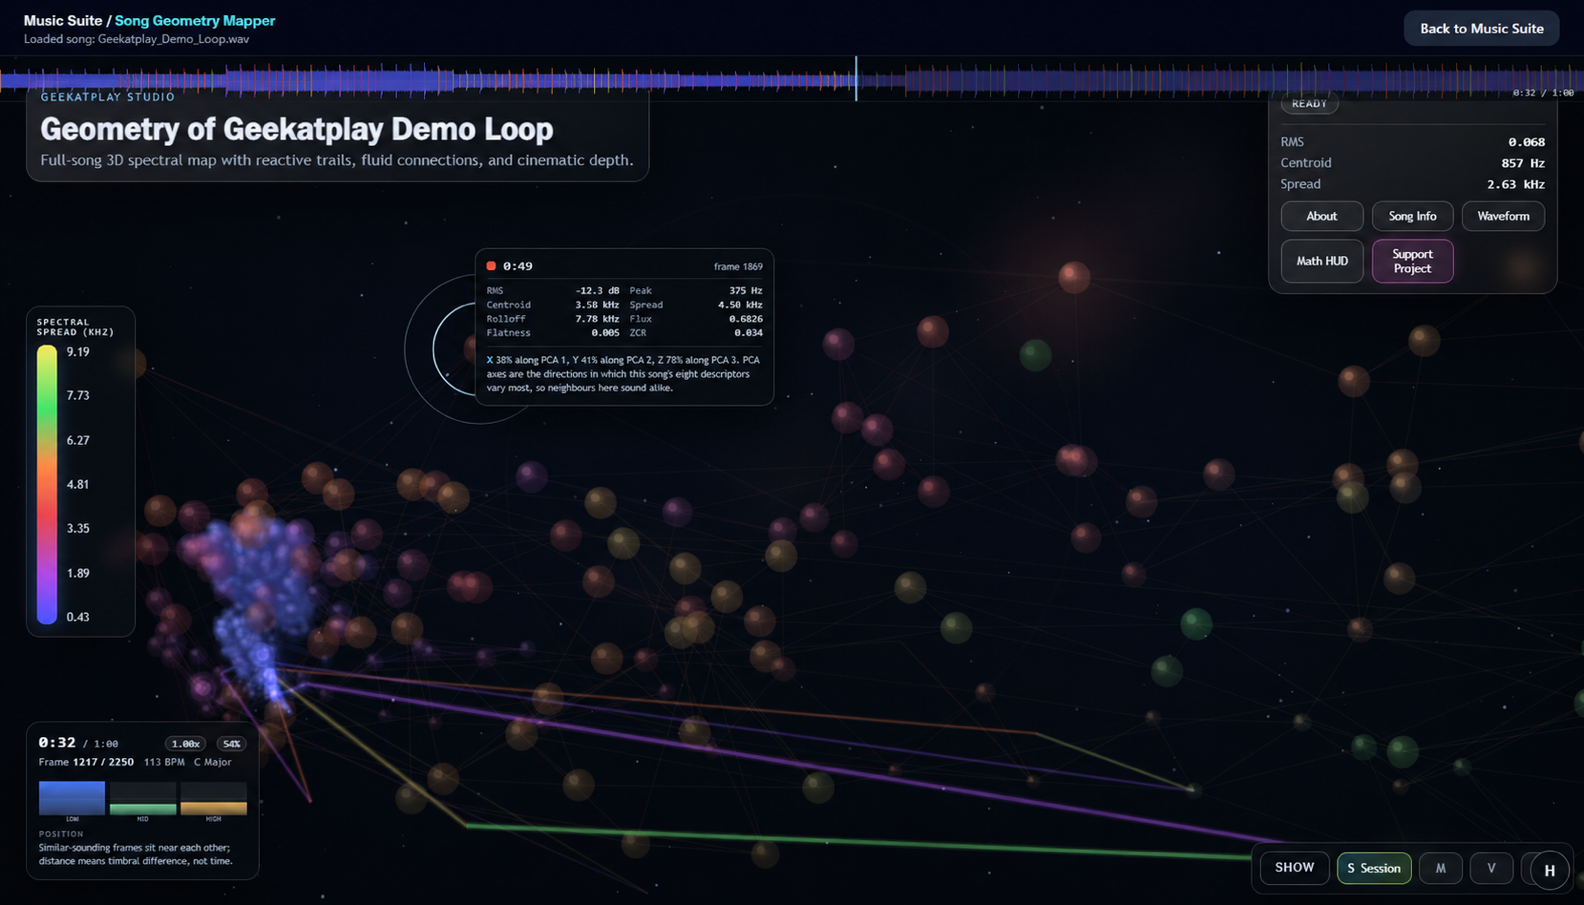 Music Suite / Song Geometry Mapper
Loaded song: Geekatplay_Demo_Loop.wav
Back to Music Suite
0:32 / 1:00
GEEKATPLAY STUDIO
Geometry of Geekatplay Demo Loop
Full-song 3D spectral map with reactive trails, fluid connections, and cinematic depth.
READY
RMS 0.068
Centroid 857 Hz
Spread 2.63 kHz
About Song Info Waveform
Math HUD Support Project
0:49 frame 1869
RMS -12.3 dB Peak 375 Hz
Centroid 3.58 kHz Spread 4.50 kHz
Rolloff 7.78 kHz Flux 0.6826
Flatness 0.005 ZCR 0.034
X 38% along PCA 1, Y 41% along PCA 2, Z 78% along PCA 3. PCA
axes are the directions in which this song's eight descriptors
vary most, so neighbours here sound alike.
SPECTRAL
SPREAD (KHZ)
9.19
7.73
6.27
4.81
3.35
1.89
0.43
0:32 / 1:00 1.00x 54%
Frame 1217 / 2250 113 BPM C Major
LOW MID HIGH
POSITION
Similar-sounding frames sit near each other;
distance means timbral difference, not time.
SHOW S Session M V H